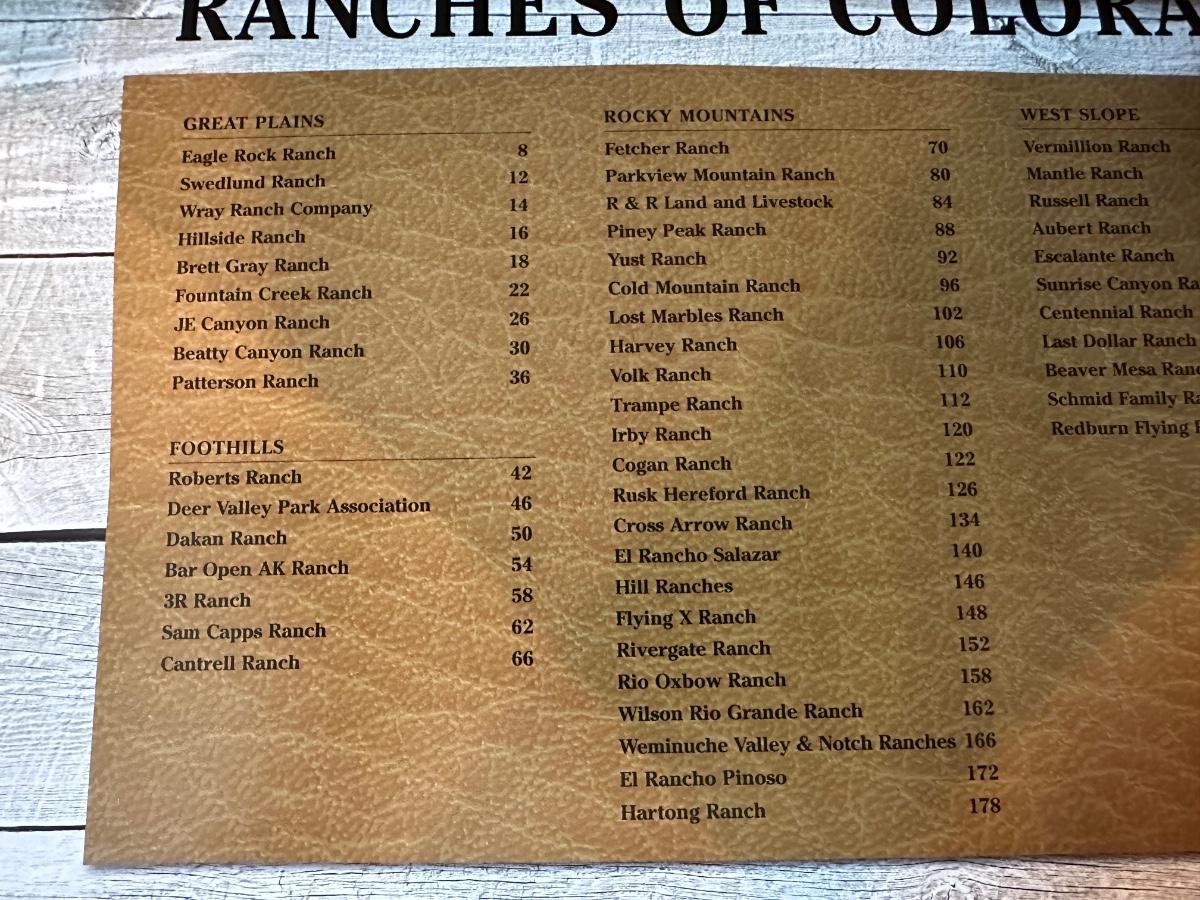 RANCHES OF COLORA
GREAT PLAINS
Eagle Rock Ranch 8
Swedlund Ranch 12
Wray Ranch Company 14
Hillside Ranch 16
Brett Gray Ranch 18
Fountain Creek Ranch 22
JE Canyon Ranch 26
Beatty Canyon Ranch 30
Patterson Ranch 36
FOOTHILLS
Roberts Ranch 42
Deer Valley Park Association 46
Dakan Ranch 50
Bar Open AK Ranch 54
3R Ranch 58
Sam Capps Ranch 62
Cantrell Ranch 66
ROCKY MOUNTAINS
Fetcher Ranch 70
Parkview Mountain Ranch 80
R & R Land and Livestock 84
Piney Peak Ranch 88
Yust Ranch 92
Cold Mountain Ranch 96
Lost Marbles Ranch 102
Harvey Ranch 106
Volk Ranch 110
Trampe Ranch 112
Irby Ranch 120
Cogan Ranch 122
Rusk Hereford Ranch 126
Cross Arrow Ranch 134
El Rancho Salazar 140
Hill Ranches 146
Flying X Ranch 148
Rivergate Ranch 152
Rio Oxbow Ranch 158
Wilson Rio Grande Ranch 162
Weminuche Valley & Notch Ranches 166
El Rancho Pinoso 172
Hartong Ranch 178
WEST SLOPE
Vermillion Ranch
Mantle Ranch
Russell Ranch
Aubert Ranch
Escalante Ranch
Sunrise Canyon Ra
Centennial Ranch
Last Dollar Ranch
Beaver Mesa Ranc
Schmid Family Ra
Redburn Flying